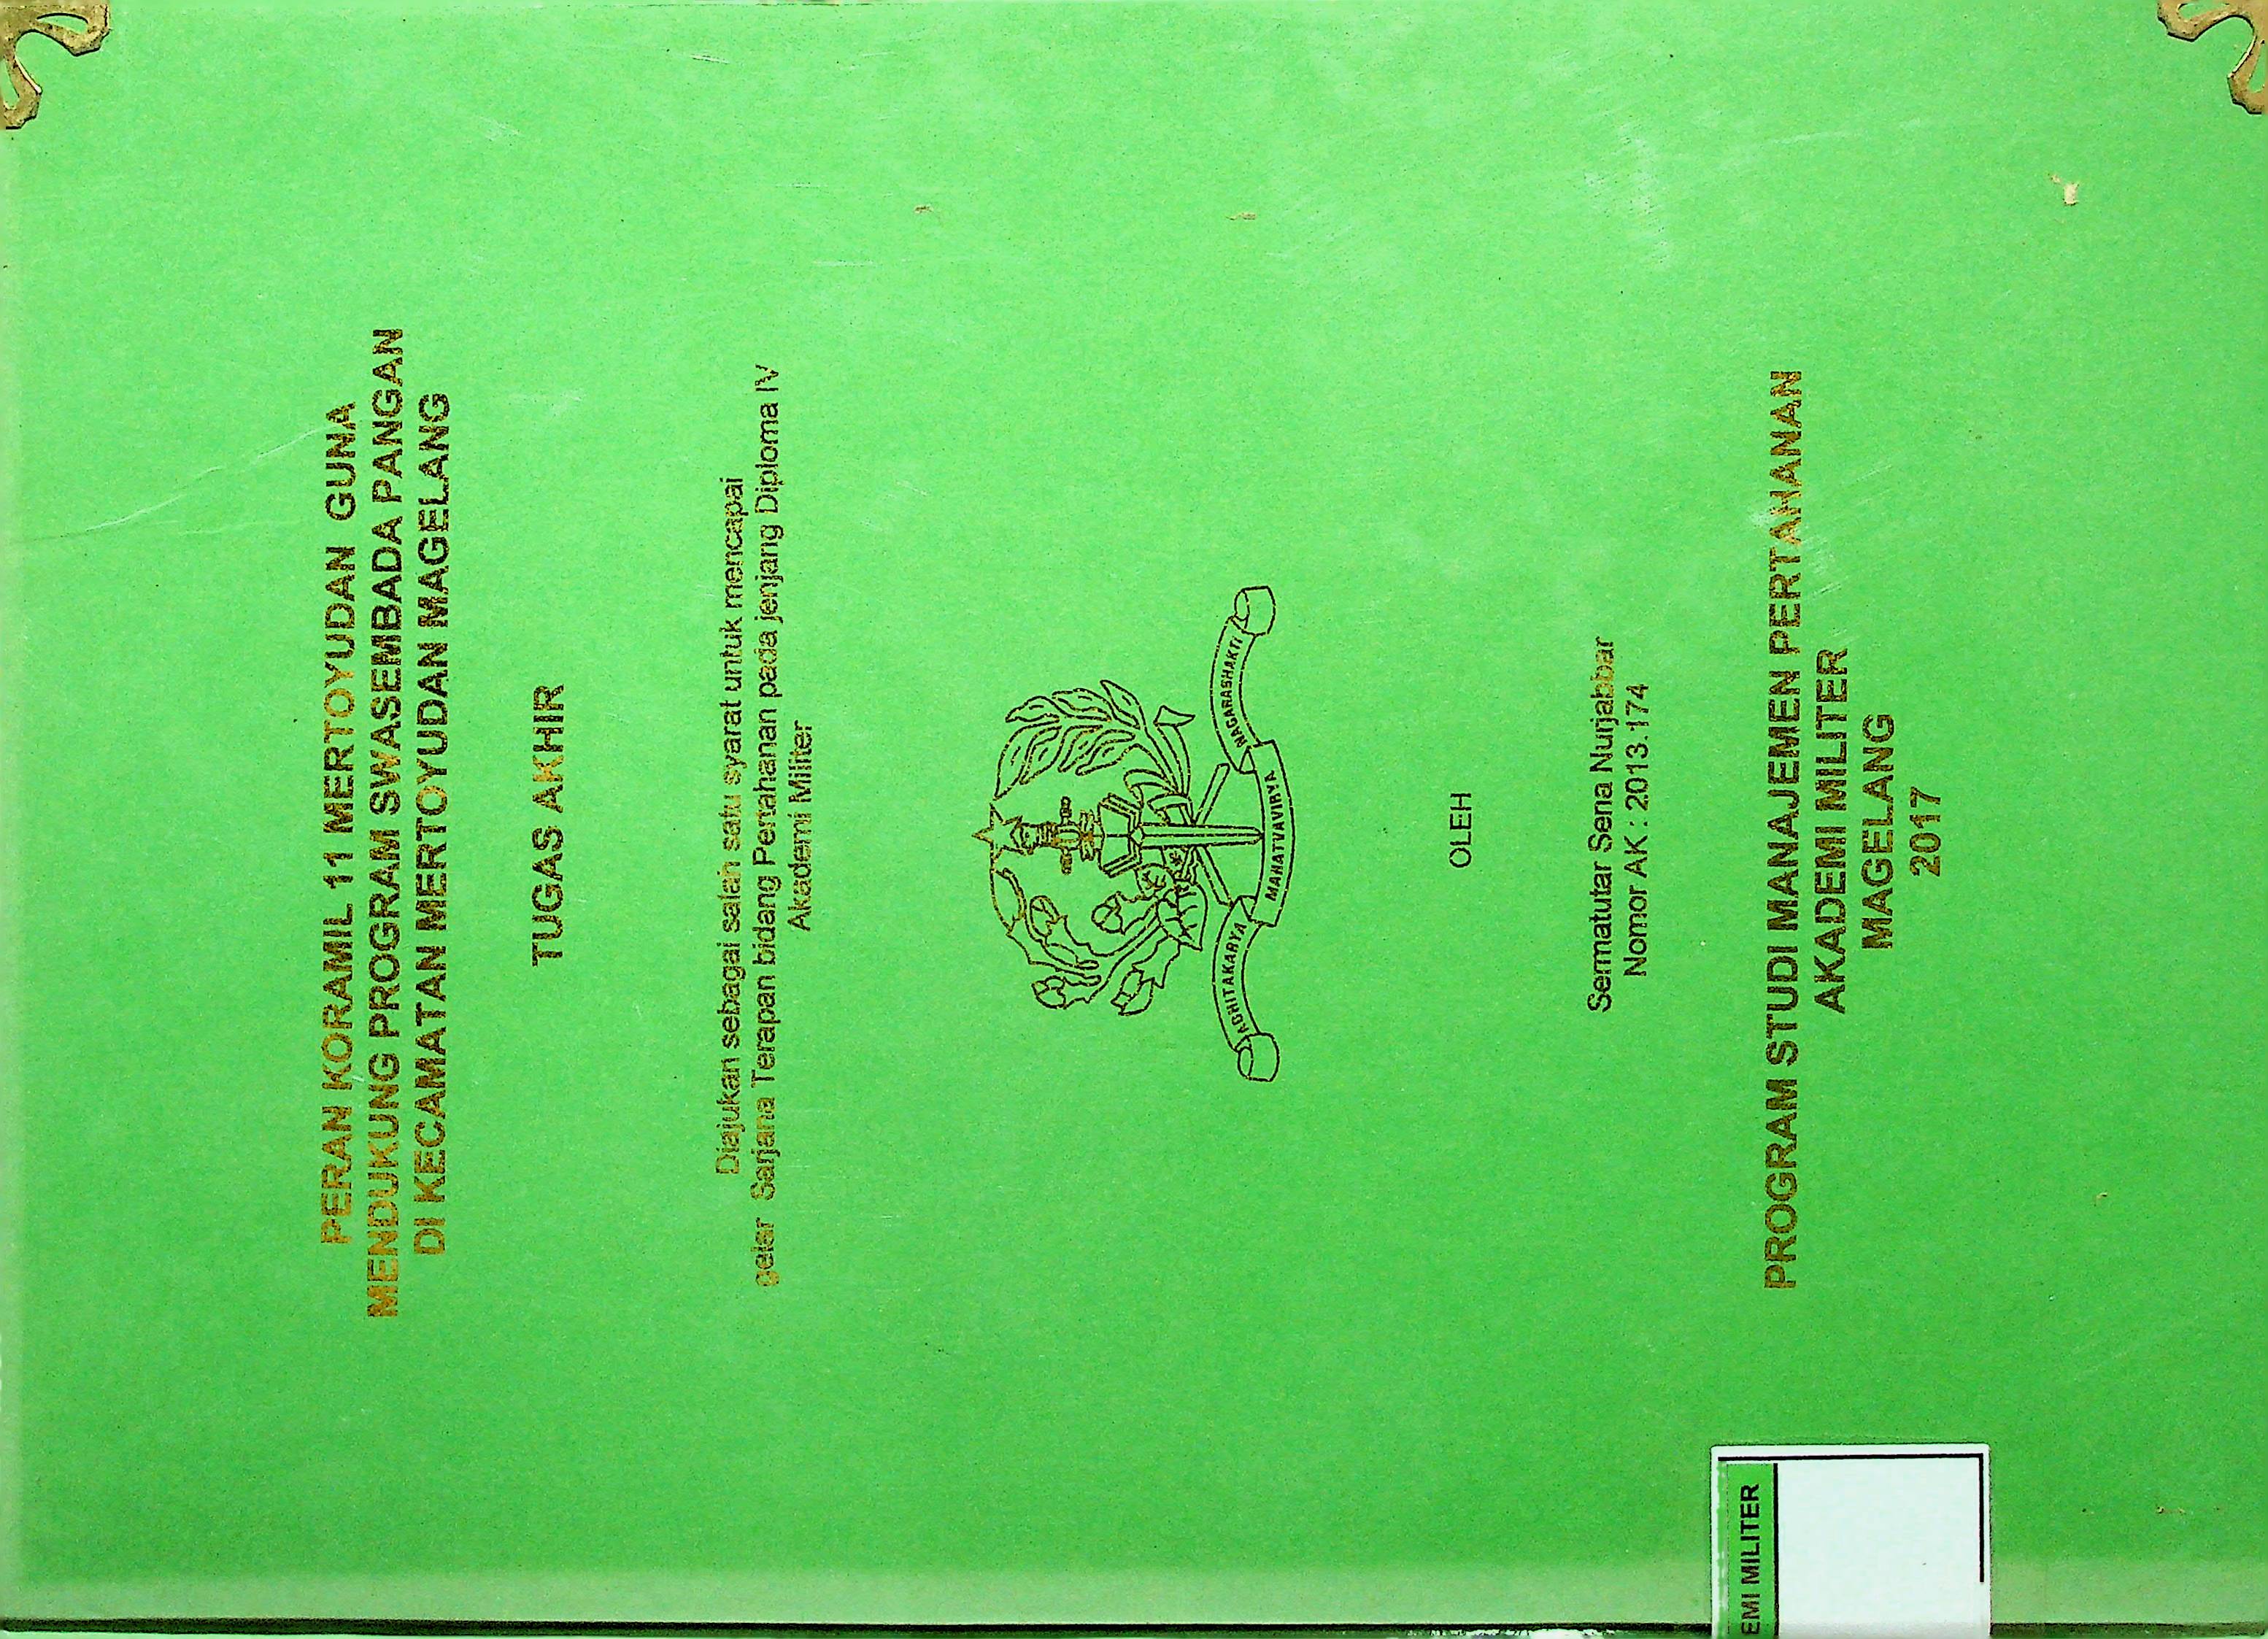 PERAN KORAMIL 11 MERTOYUDAN GUNA
MENDUKUNG PROGRAM SWASEMBADA PANGAN
DI KECAMATAN MERTOYUDAN MAGELANG
TUGAS AKHIR
Diajukan sebagai salah satu syarat untuk mencapai
gelar Sarjana Terapan bidang Pertahanan pada jenjang Diploma IV
Akademi Militer
ADHITAKARYA MAHATVAVIRYA NAGARASHAKTI
OLEH
Sermatutar Sena Nurjabbar
Nomor AK : 2013.174
PROGRAM STUDI MANAJEMEN PERTAHANAN
AKADEMI MILITER
MAGELANG
2017
EMI MILITER